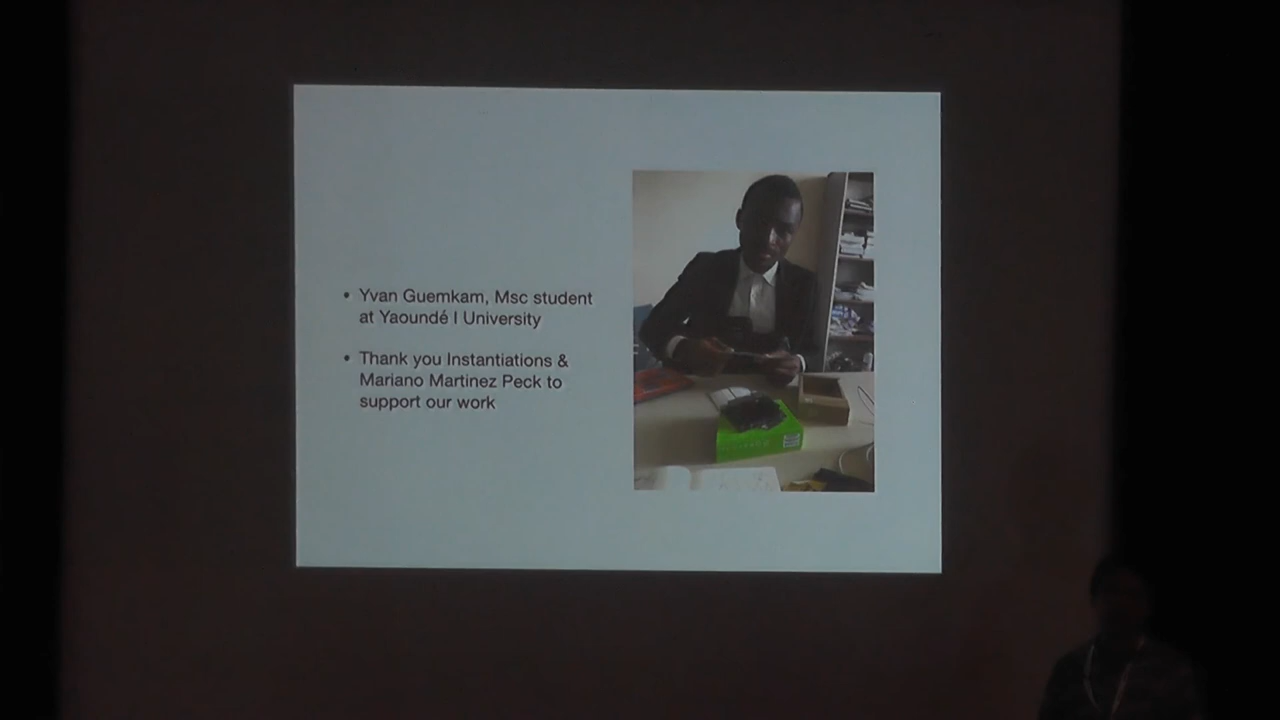 • Yvan Guemkam, Msc student
at Yaoundé I University
• Thank you Instantiations &
Mariano Martinez Peck to
support our work